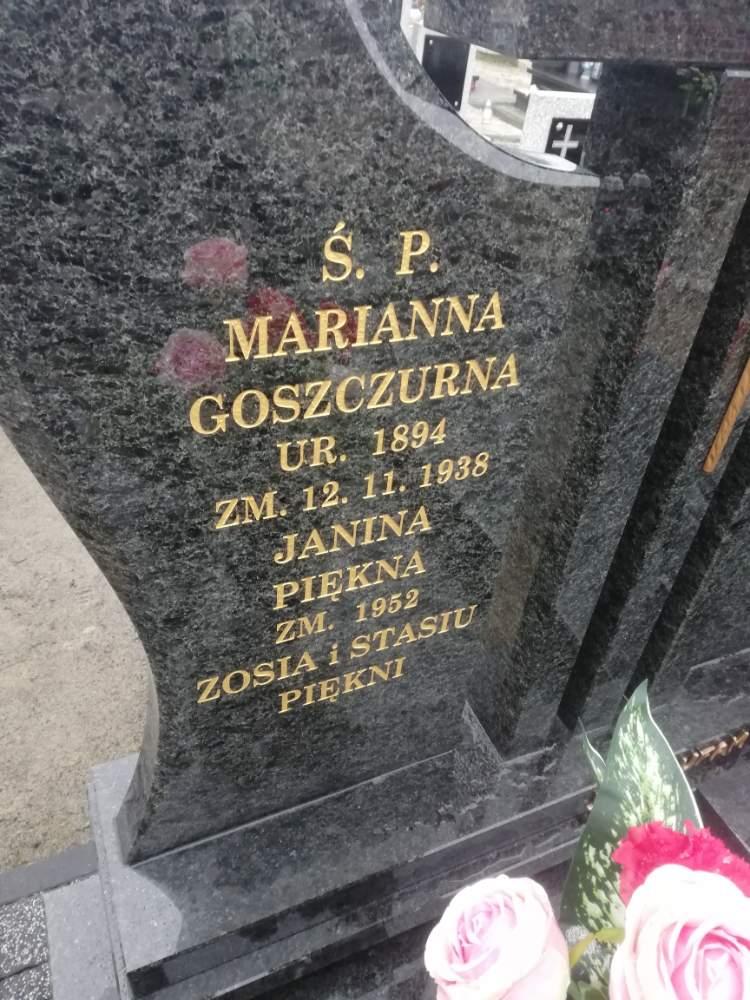 Ś. P.
MARIANNA
GOSZCZURNA
UR. 1894
ZM. 12. 11. 1938
JANINA
PIĘKNA
ZM. 1952
ZOSIA i STASIU
PIĘKNI